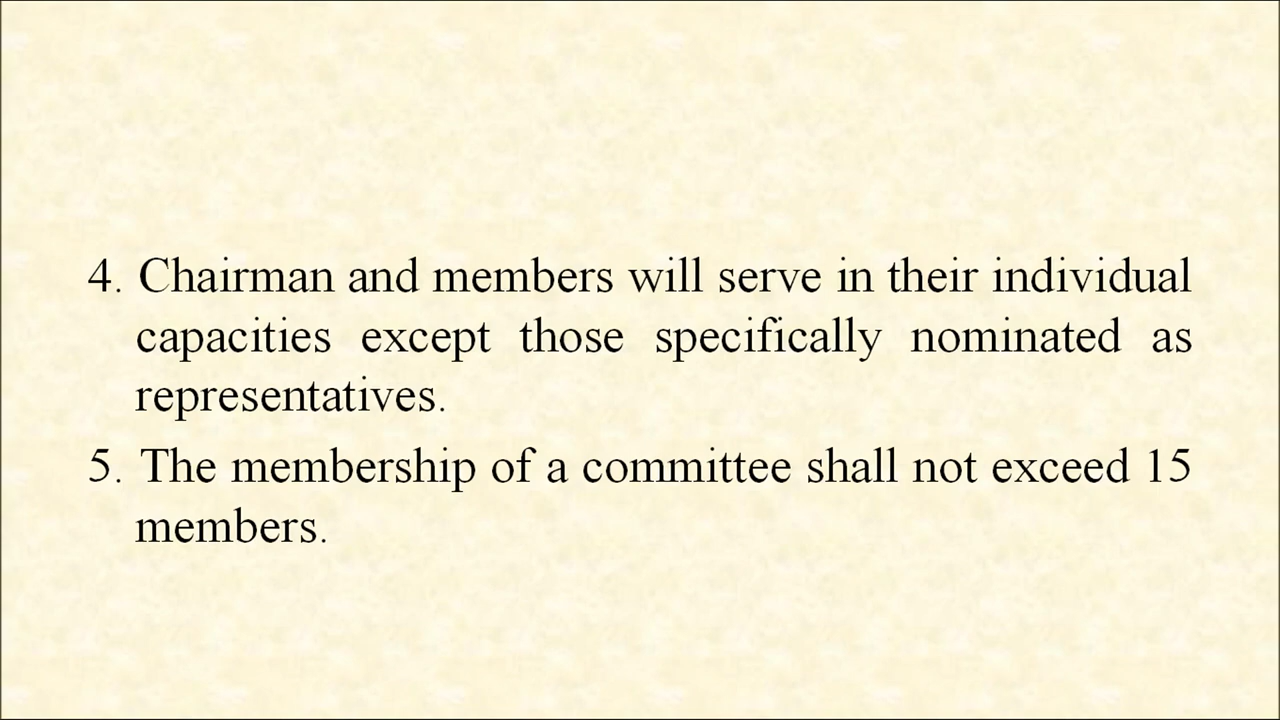 4. Chairman and members will serve in their individual
capacities except those specifically nominated as
representatives.
5. The membership of a committee shall not exceed 15
members.